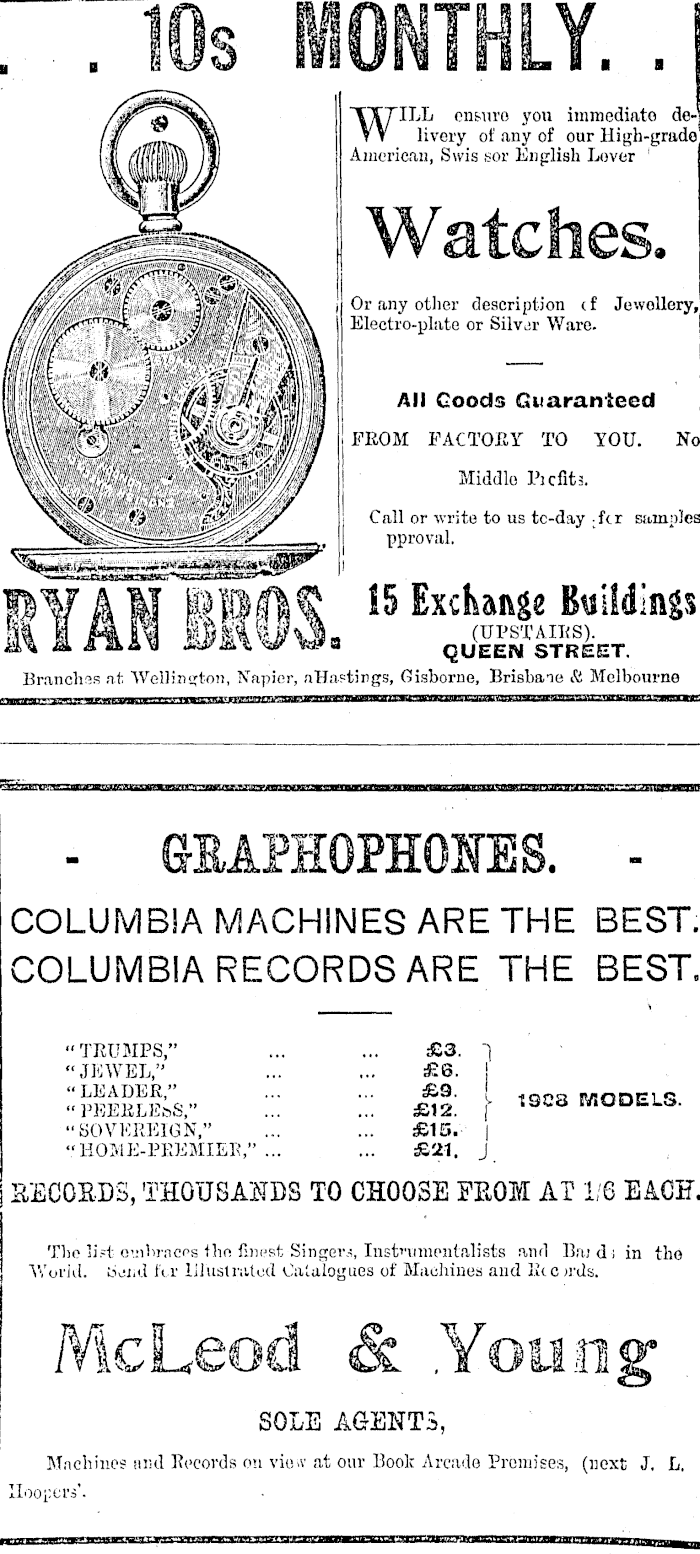 . . 10s MONTHLY. .
WILL ensure you immediate de-
livery of any of our High-grade
American, Swis sor English Lever
Watches.
Or any other description of Jewellery,
Electro-plate or Silver Ware.
All Goods Guaranteed
FROM FACTORY TO YOU. No
Middle Profits.
Call or write to us to-day for samples
pproval.
RYAN BROS.
15 Exchange Buildings
(UPSTAIRS).
QUEEN STREET.
Branches at Wellington, Napier, aHastings, Gisborne, Brisbane & Melbourne
- GRAPHOPHONES. -
COLUMBIA MACHINES ARE THE BEST.
COLUMBIA RECORDS ARE THE BEST.
"TRUMPS," ... ... £3.
"JEWEL," ... ... £6.
"LEADER," ... ... £9.
"PEERLESS," ... ... £12.
"SOVEREIGN," ... ... £15.
"HOME-PREMIER," ... ... £21.
1908 MODELS.
RECORDS, THOUSANDS TO CHOOSE FROM AT 1/6 EACH.
The list embraces the finest Singers, Instrumentalists and Bands in the
World. Send for Illustrated Catalogues of Machines and Records.
McLeod & Young
SOLE AGENTS,
Machines and Records on view at our Book Arcade Premises, (next J. L.
Hoopers'.